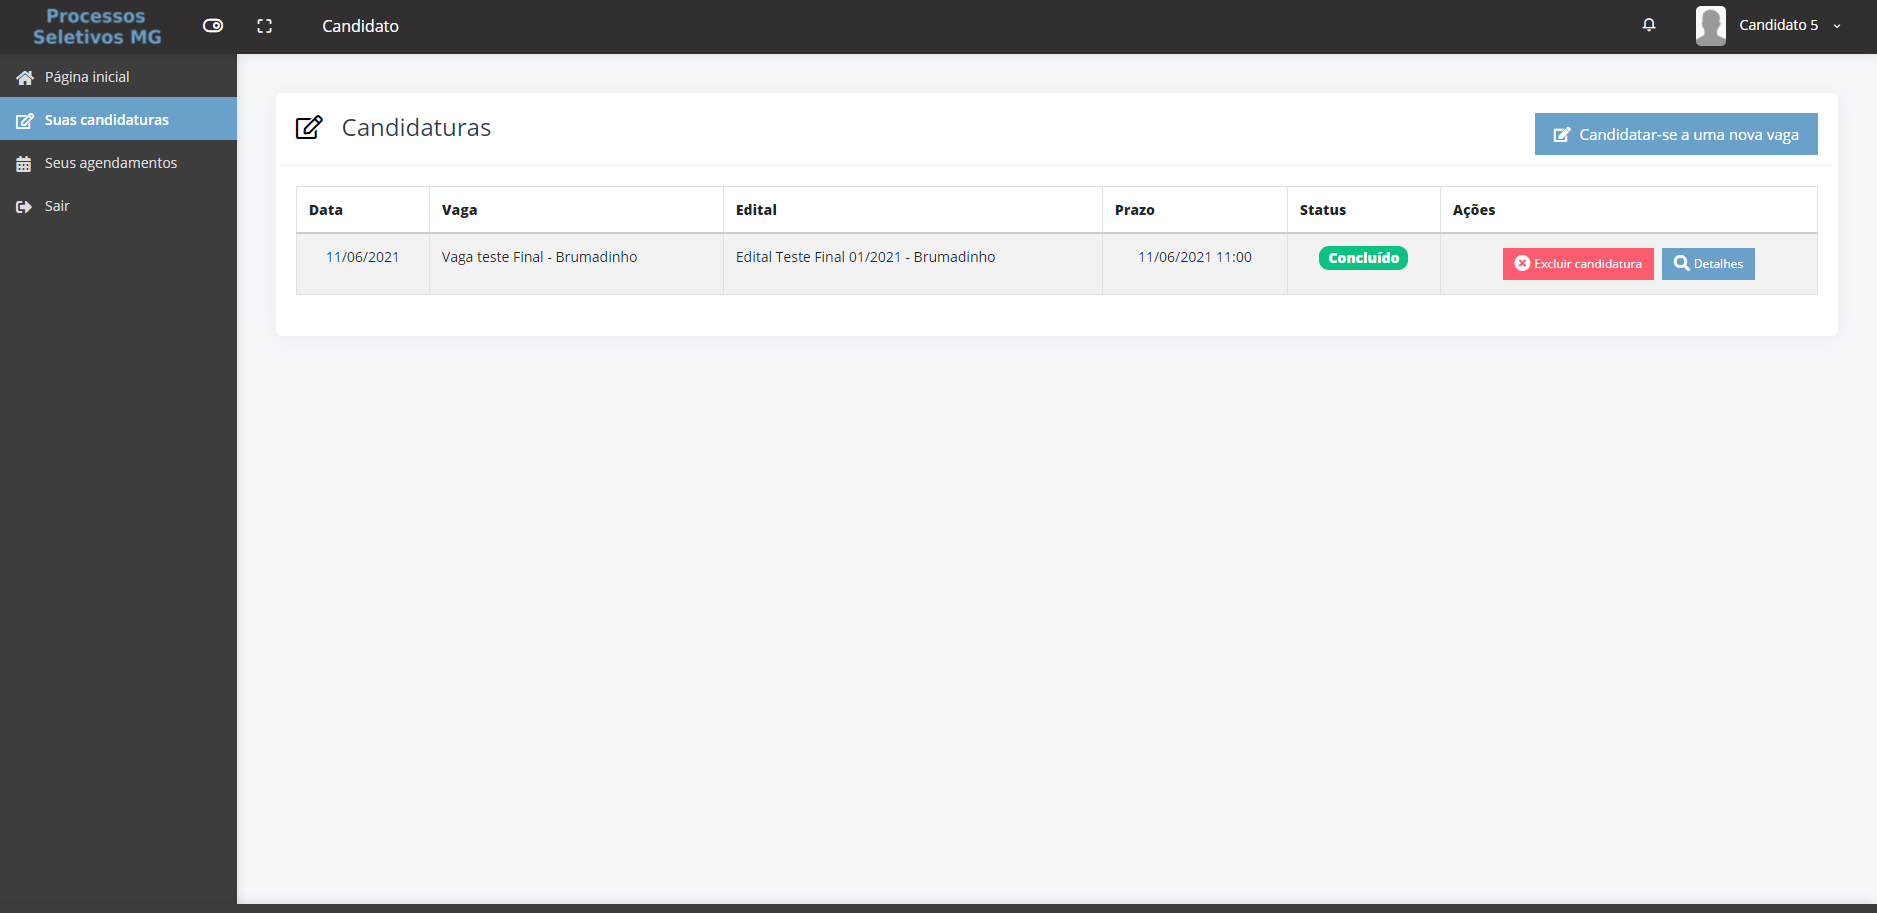 Processos
Seletivos MG
Candidato
Candidato 5
Página inicial
Suas candidaturas
Seus agendamentos
Sair
Candidaturas
Candidatar-se a uma nova vaga
Data Vaga Edital Prazo Status Ações
11/06/2021 Vaga teste Final - Brumadinho Edital Teste Final 01/2021 - Brumadinho 11/06/2021 11:00 Concluído Excluir candidatura Detalhes